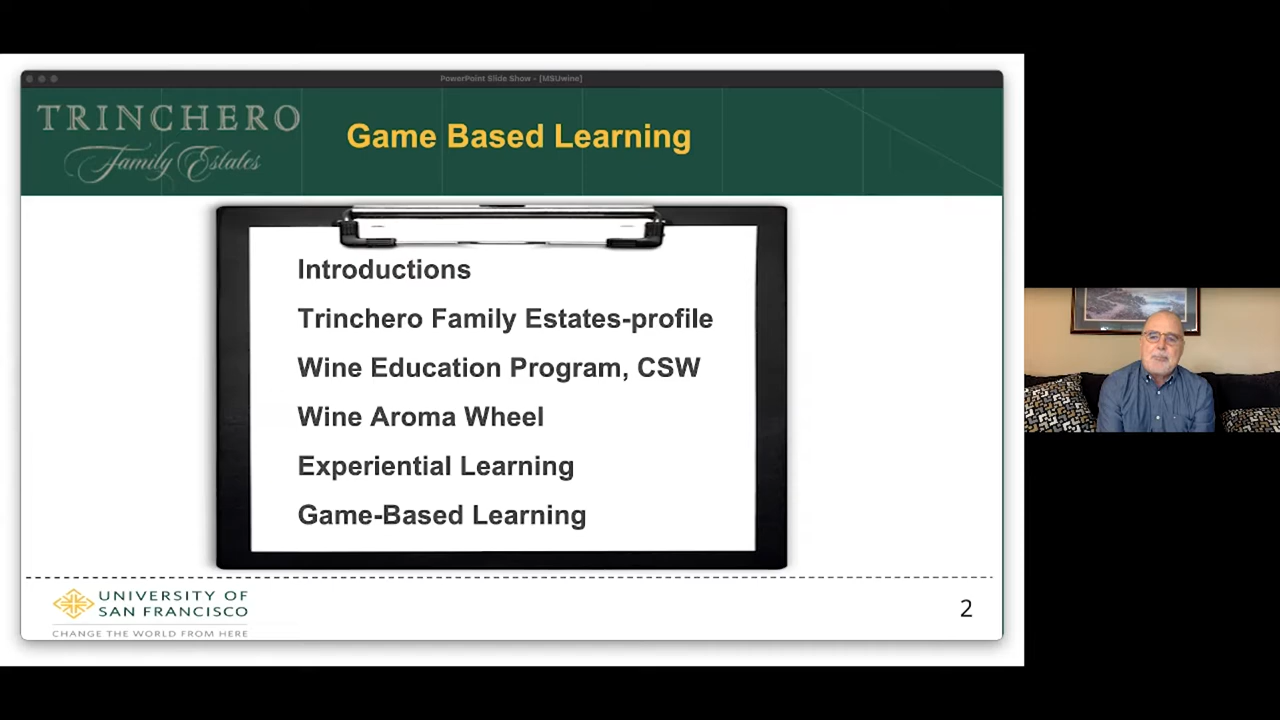 PowerPoint Slide Show - [MSUwine]
TRINCHERO
Family Estates
Game Based Learning
Introductions
Trinchero Family Estates-profile
Wine Education Program, CSW
Wine Aroma Wheel
Experiential Learning
Game-Based Learning
UNIVERSITY OF
SAN FRANCISCO
CHANGE THE WORLD FROM HERE
2